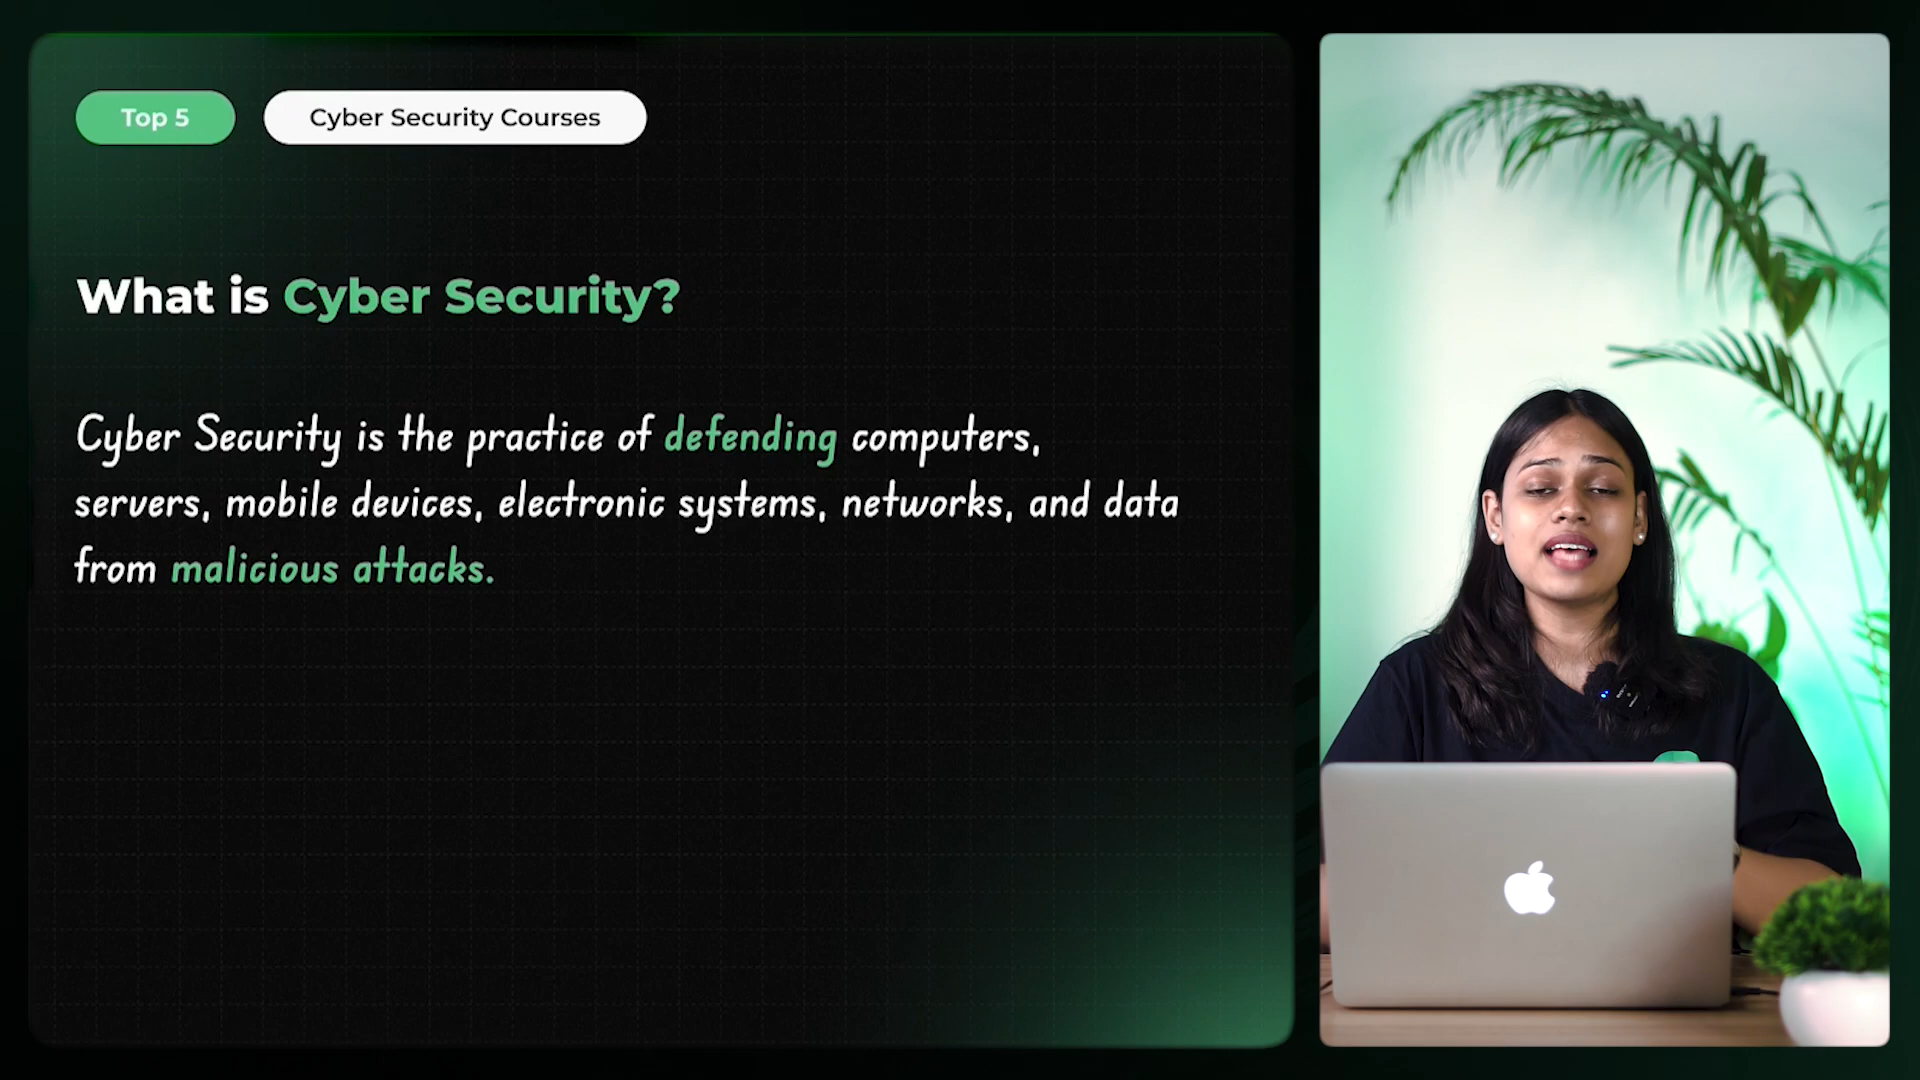 Top 5
Cyber Security Courses
What is Cyber Security?
Cyber Security is the practice of defending computers,
servers, mobile devices, electronic systems, networks, and data
from malicious attacks.